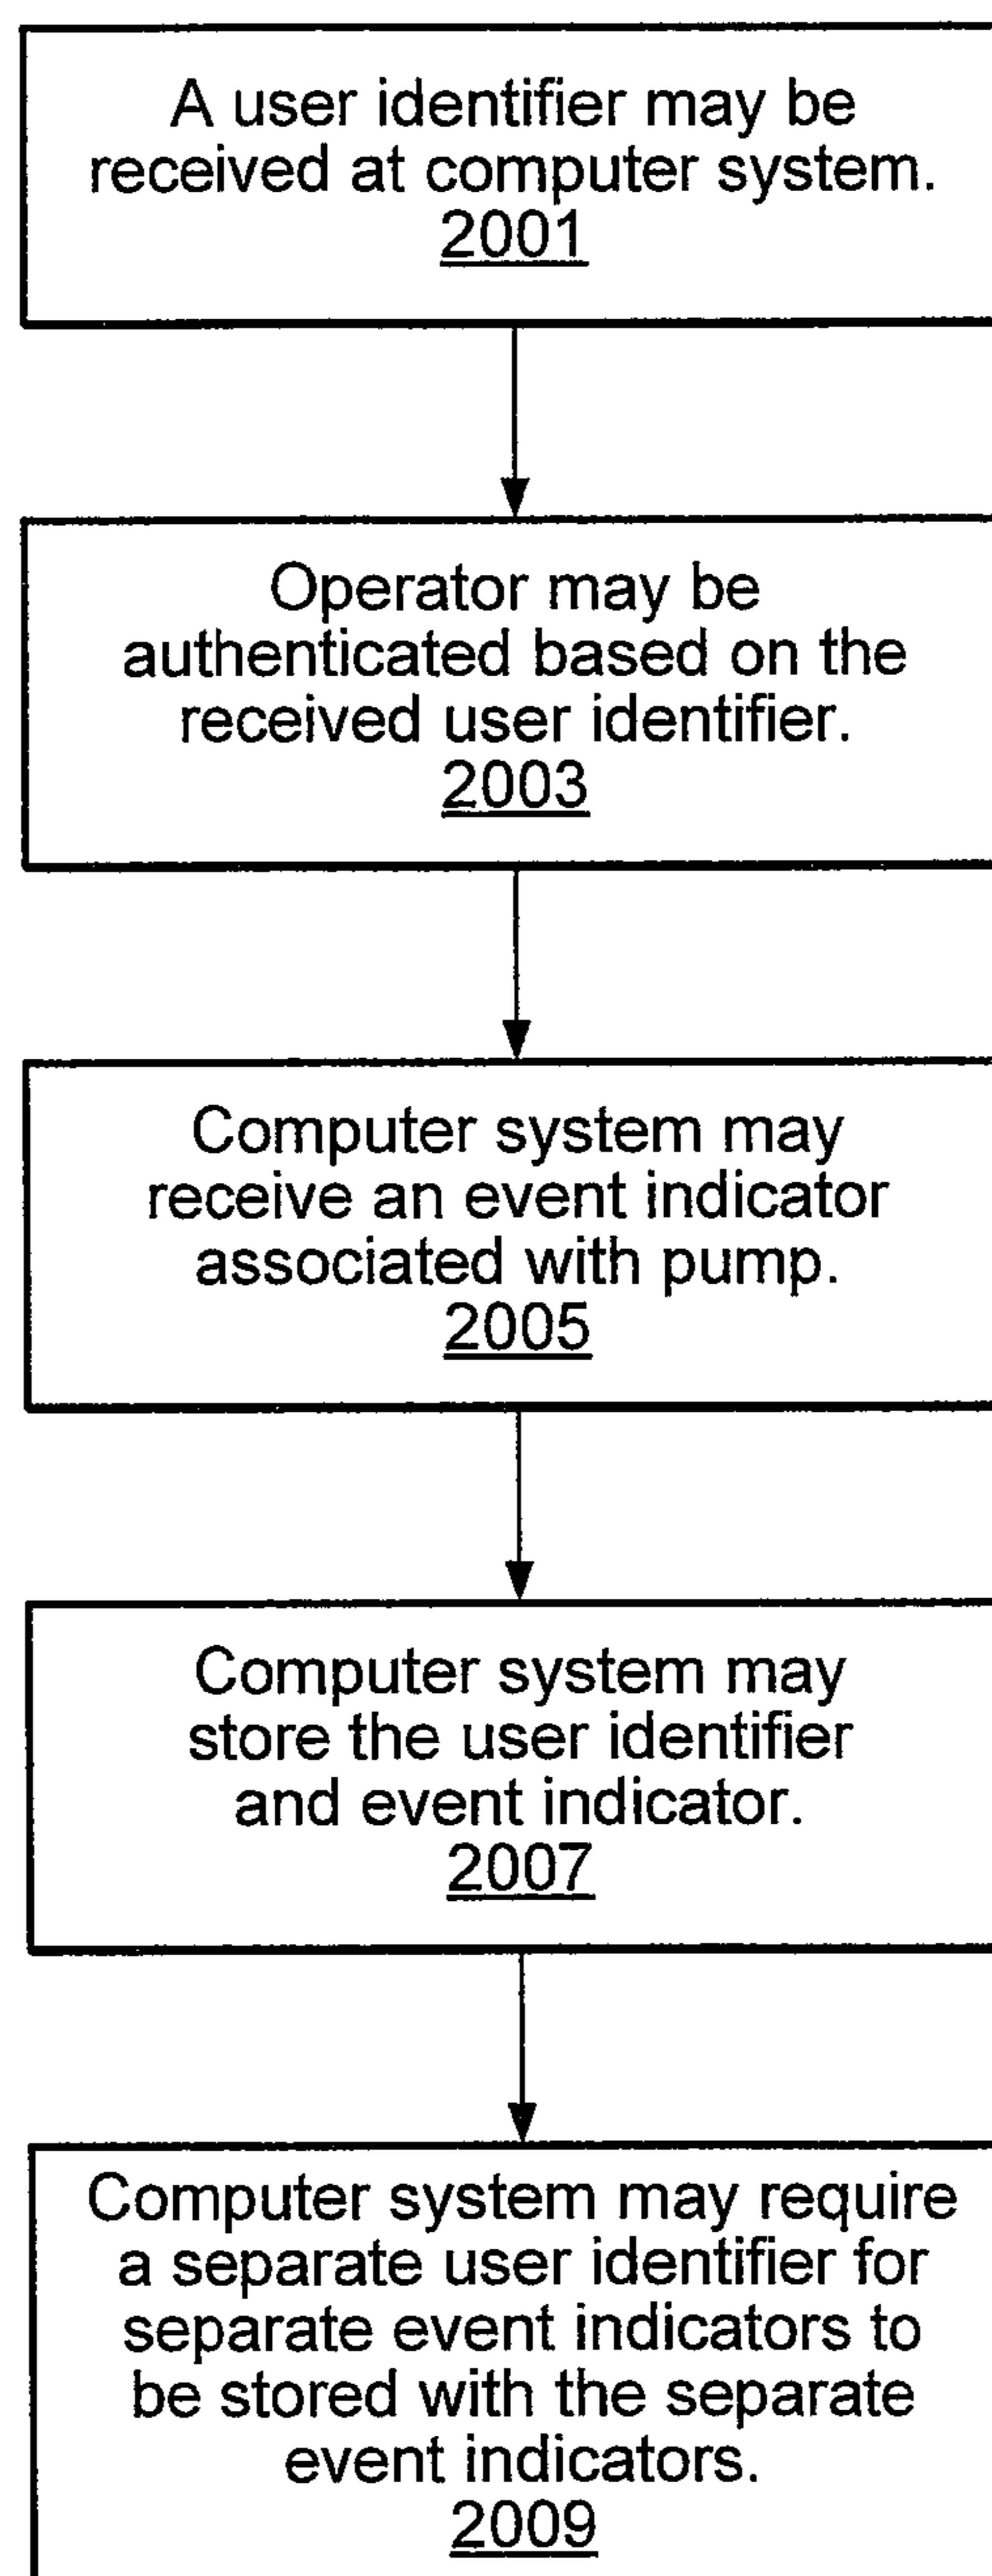 A user identifier may be
received at computer system.
2001
Operator may be
authenticated based on the
received user identifier.
2003
Computer system may
receive an event indicator
associated with pump.
2005
Computer system may
store the user identifier
and event indicator.
2007
Computer system may require
a separate user identifier for
separate event indicators to
be stored with the separate
event indicators.
2009